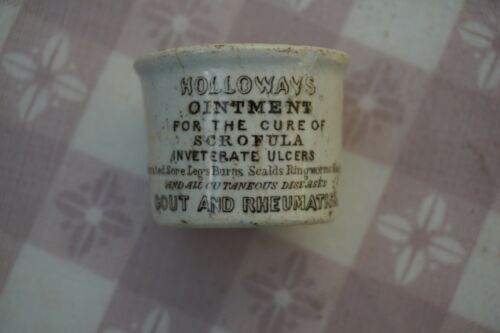 HOLLOWAYS
OINTMENT
FOR THE CURE OF
SCROFULA
INVETERATE ULCERS
Sore Legs Burns Scalds Ringworms
AND ALL CUTANEOUS DISEASES
GOUT AND RHEUMATISM